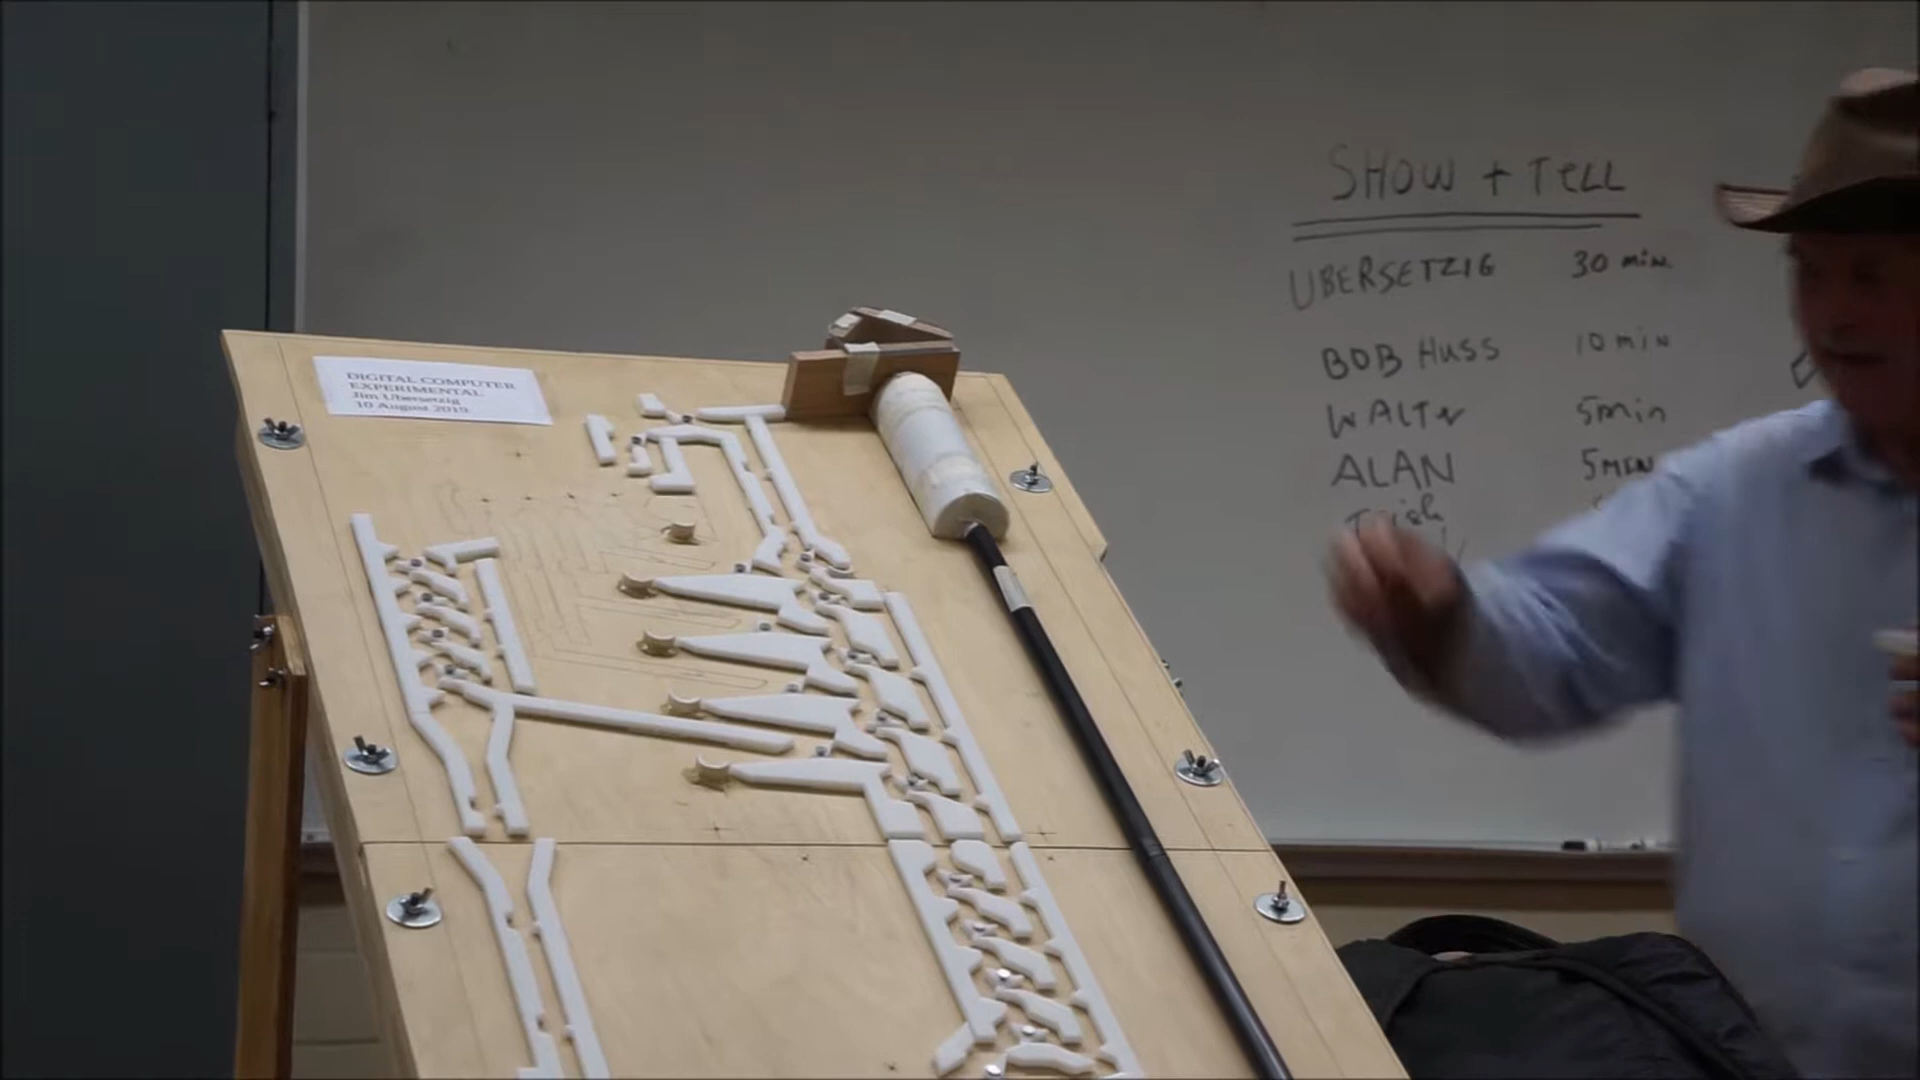 DIGITAL COMPUTER
EXPERIMENTAL
Jim Ubersetzig
10 August 2019
SHOW + TELL
UBERSETZIG 30 min
BOB HUSS 10 min
WALTER 5min
ALAN 5MIN